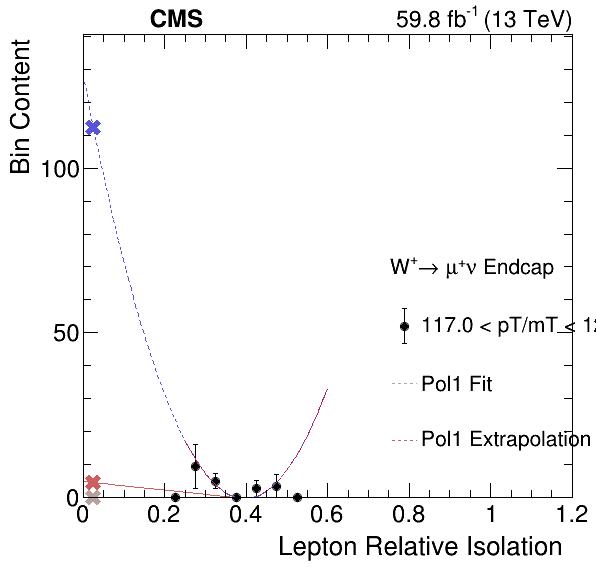 CMS
59.8 fb⁻¹ (13 TeV)
Bin Content
100
50
0
W⁺→ μ⁺ν Endcap
117.0 < pT/mT < 12
Pol1 Fit
Pol1 Extrapolation
0 0.2 0.4 0.6 0.8 1 1.2
Lepton Relative Isolation